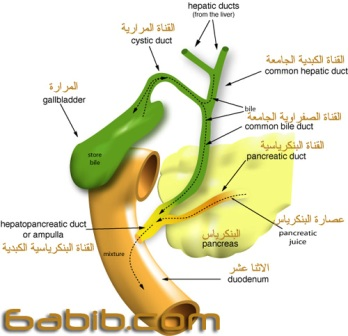 hepatic ducts
(from the liver)
القناة المرارية
cystic duct
القناة الكبدية الجامعة
common hepatic duct
المرارة
gallbladder
bile
القناة الصفراوية الجامعة
common bile duct
القناة البنكرياسية
pancreatic duct
store
bile
عصارة البنكرياس
pancreatic
juice
hepatopancreatic duct
or ampulla
القناة البنكرياسية الكبدية
البنكرياس
pancreas
mixture
الاثنا عشر
duodenum
6abib.com